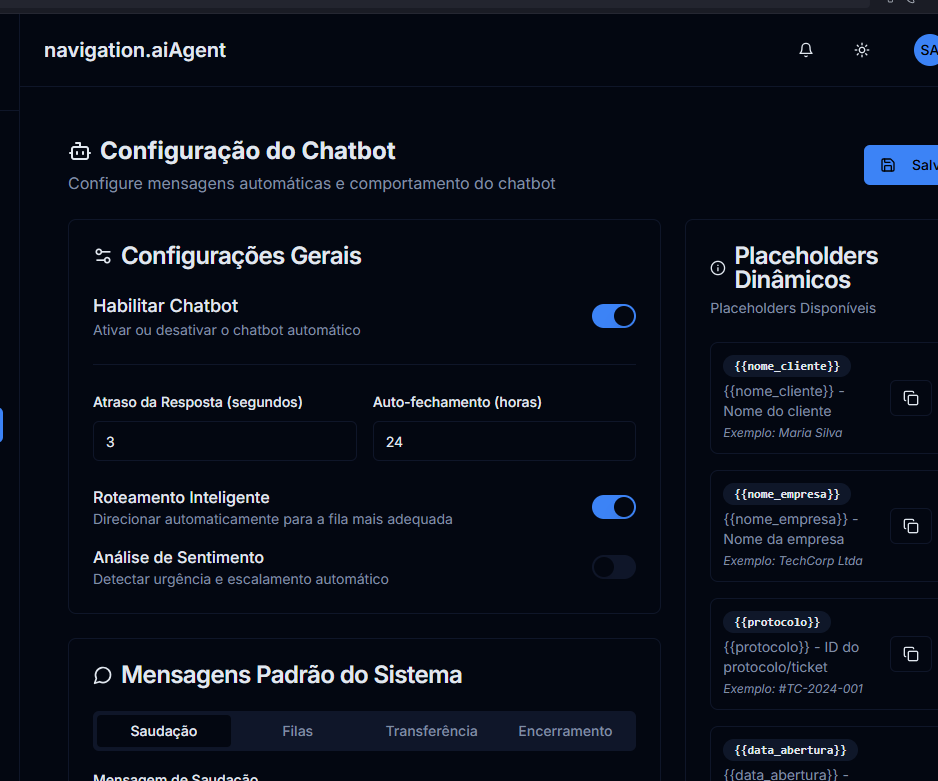 navigation.aiAgent
SA
Configuração do Chatbot
Configure mensagens automáticas e comportamento do chatbot
Salv
Configurações Gerais
Habilitar Chatbot
Ativar ou desativar o chatbot automático
Atraso da Resposta (segundos)
Auto-fechamento (horas)
3
24
Roteamento Inteligente
Direcionar automaticamente para a fila mais adequada
Análise de Sentimento
Detectar urgência e escalamento automático
Mensagens Padrão do Sistema
Saudação
Filas
Transferência
Encerramento
Mensagem de Saudação
Placeholders
Dinâmicos
Placeholders Disponíveis
{{nome_cliente}}
{{nome_cliente}} -
Nome do cliente
Exemplo: Maria Silva
{{nome_empresa}}
{{nome_empresa}} -
Nome da empresa
Exemplo: TechCorp Ltda
{{protocolo}}
{{protocolo}} - ID do
protocolo/ticket
Exemplo: #TC-2024-001
{{data_abertura}}
{{data_abertura}} -